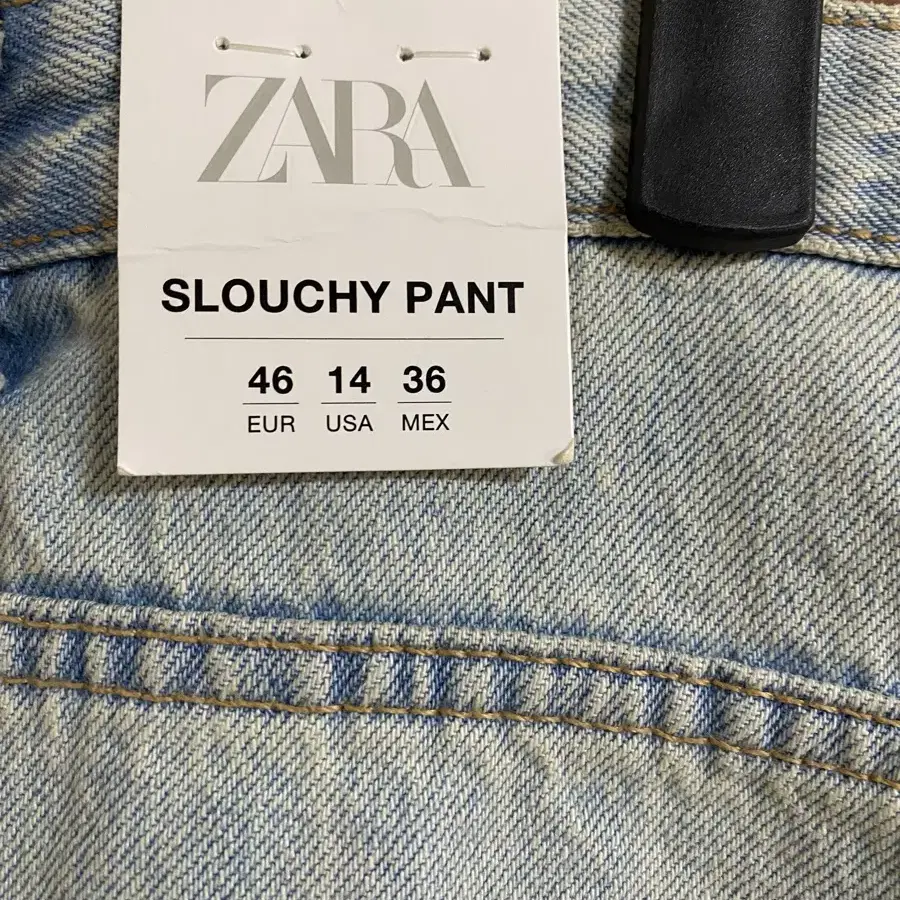 ZARA
SLOUCHY PANT
46 14 36
EUR USA MEX